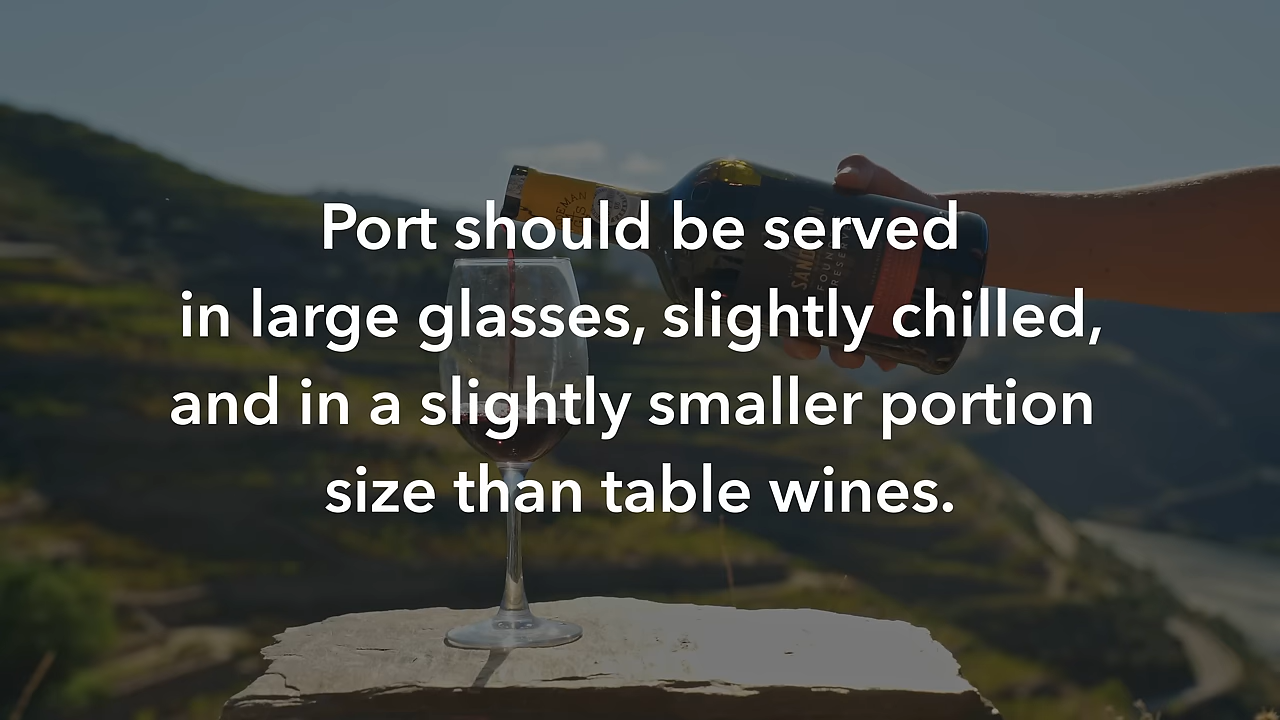 Port should be served
in large glasses, slightly chilled,
and in a slightly smaller portion
size than table wines.